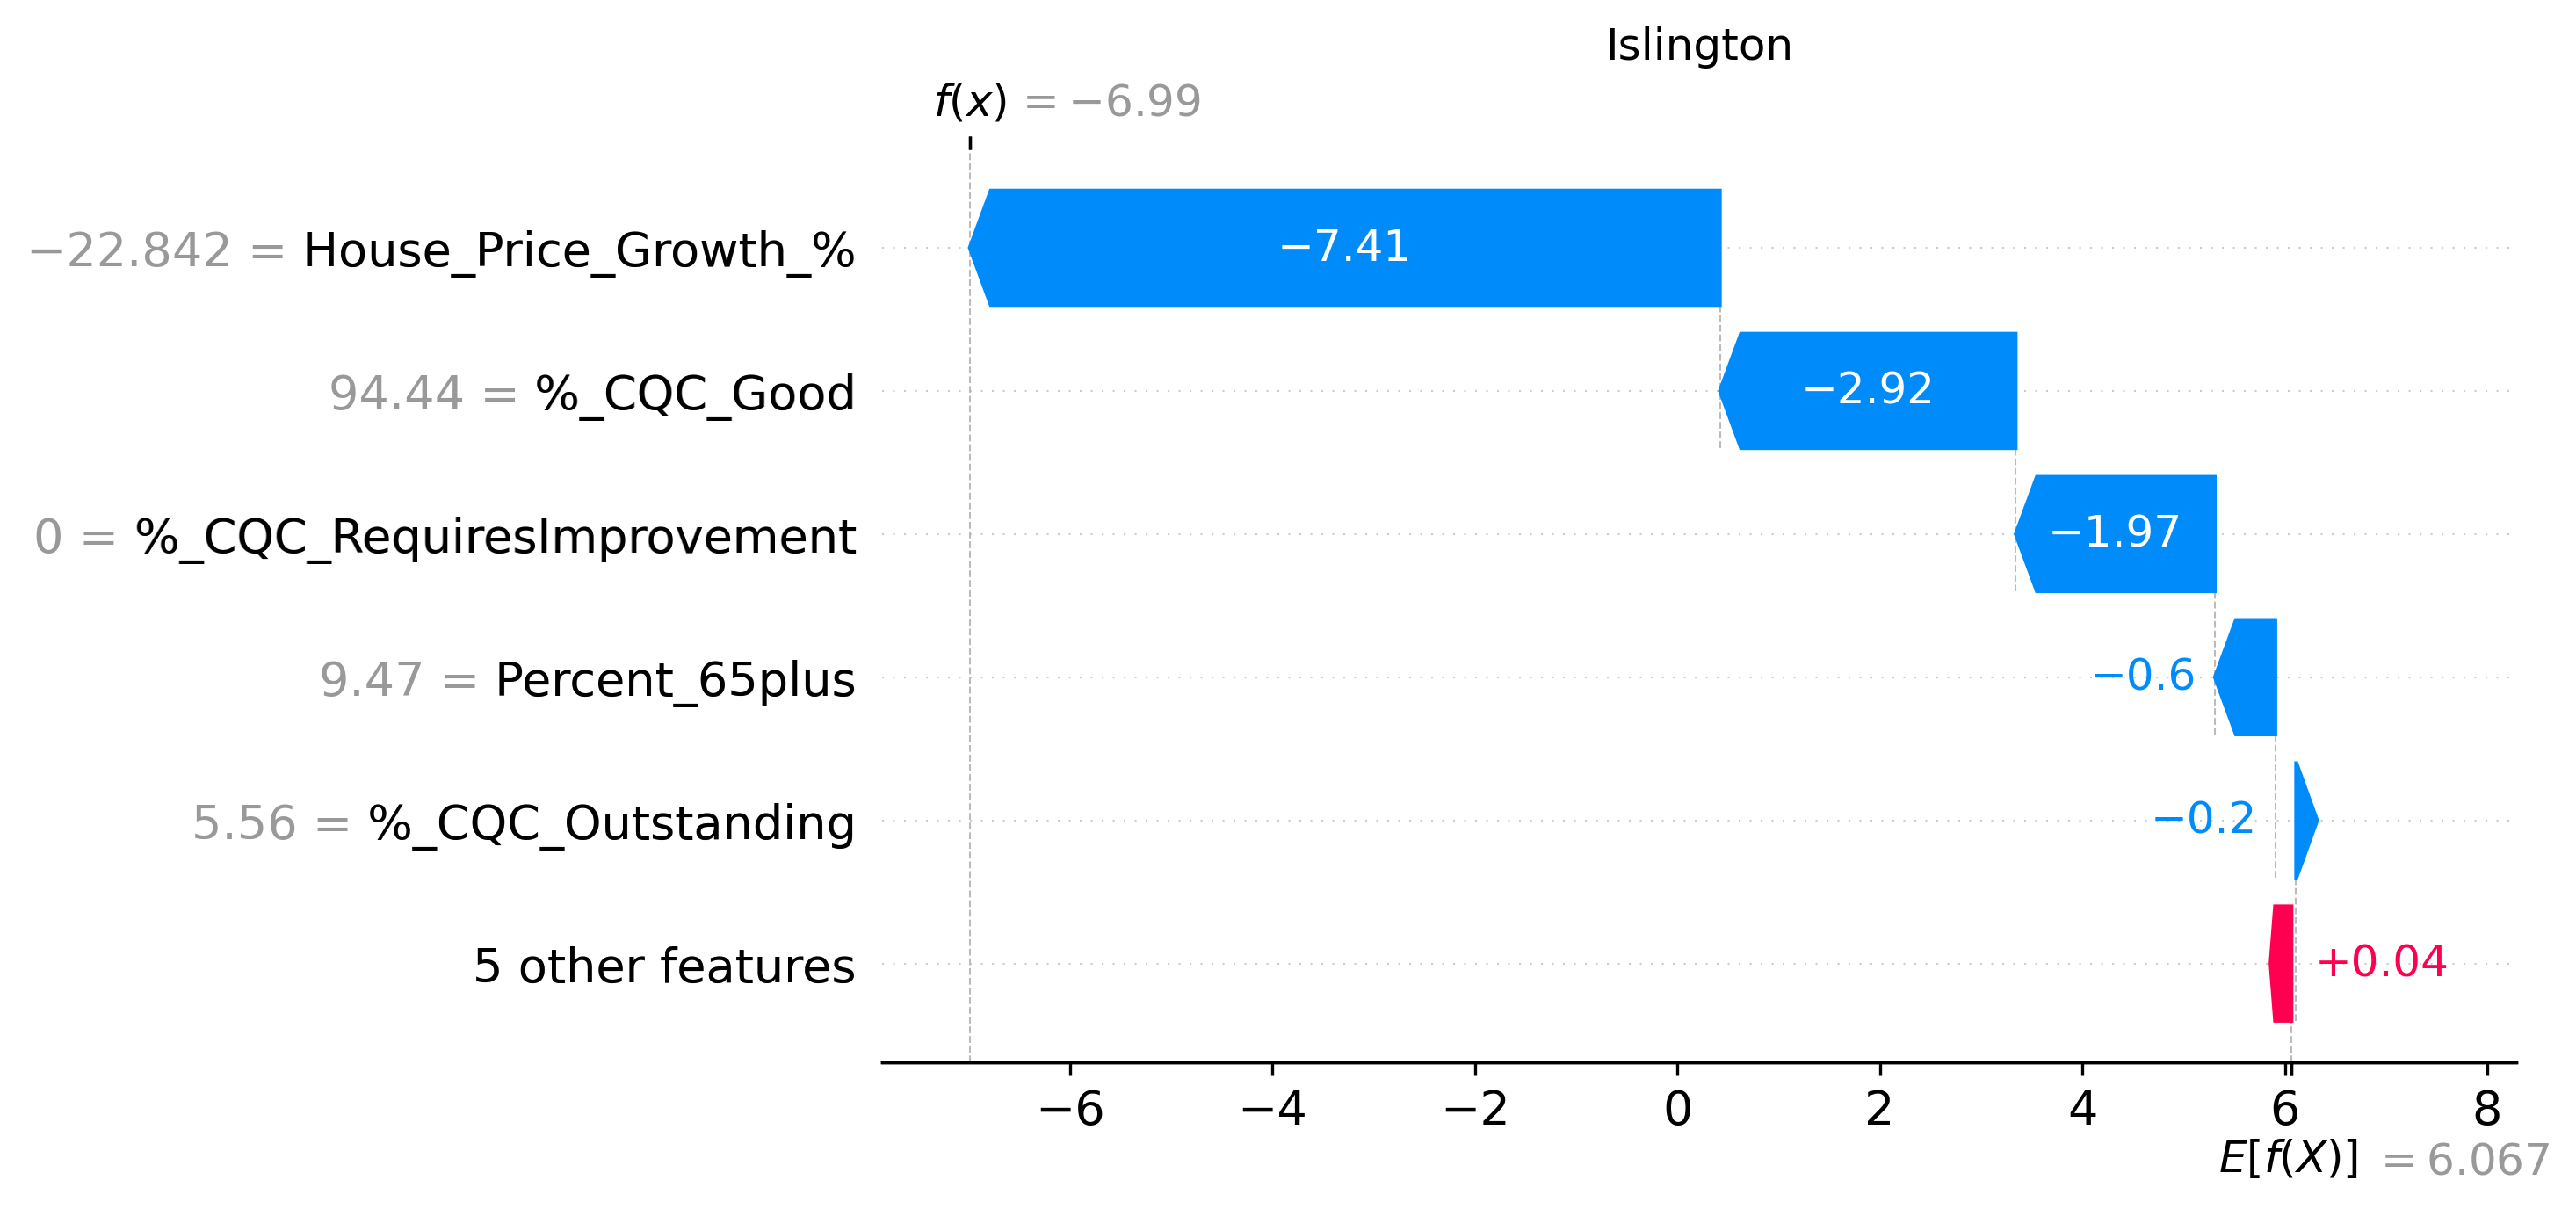 Islington
f(x) = −6.99
−22.842 = House_Price_Growth_% −7.41
94.44 = %_CQC_Good −2.92
0 = %_CQC_RequiresImprovement −1.97
9.47 = Percent_65plus −0.6
5.56 = %_CQC_Outstanding −0.2
5 other features +0.04
−6 −4 −2 0 2 4 6 8
E[f(X)] = 6.067